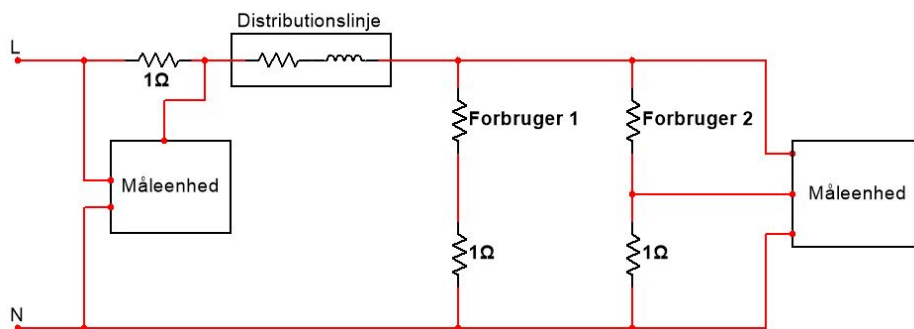 Distributionslinje
L
1Ω
Forbruger 1
Forbruger 2
Måleenhed
Måleenhed
1Ω
1Ω
N